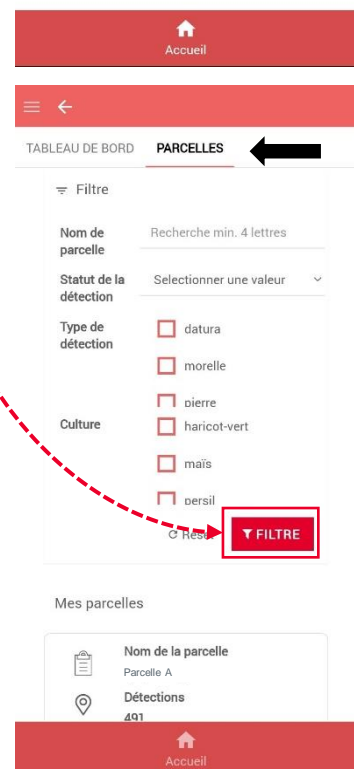 Accueil
TABLEAU DE BORD PARCELLES
Filtre
Nom de parcelle Recherche min. 4 lettres
Statut de la détection Selectionner une valeur
Type de détection datura
morelle
pierre
Culture haricot-vert
maïs
persil
Reset FILTRE
Mes parcelles
Nom de la parcelle
Parcelle A
Détections
491
Accueil